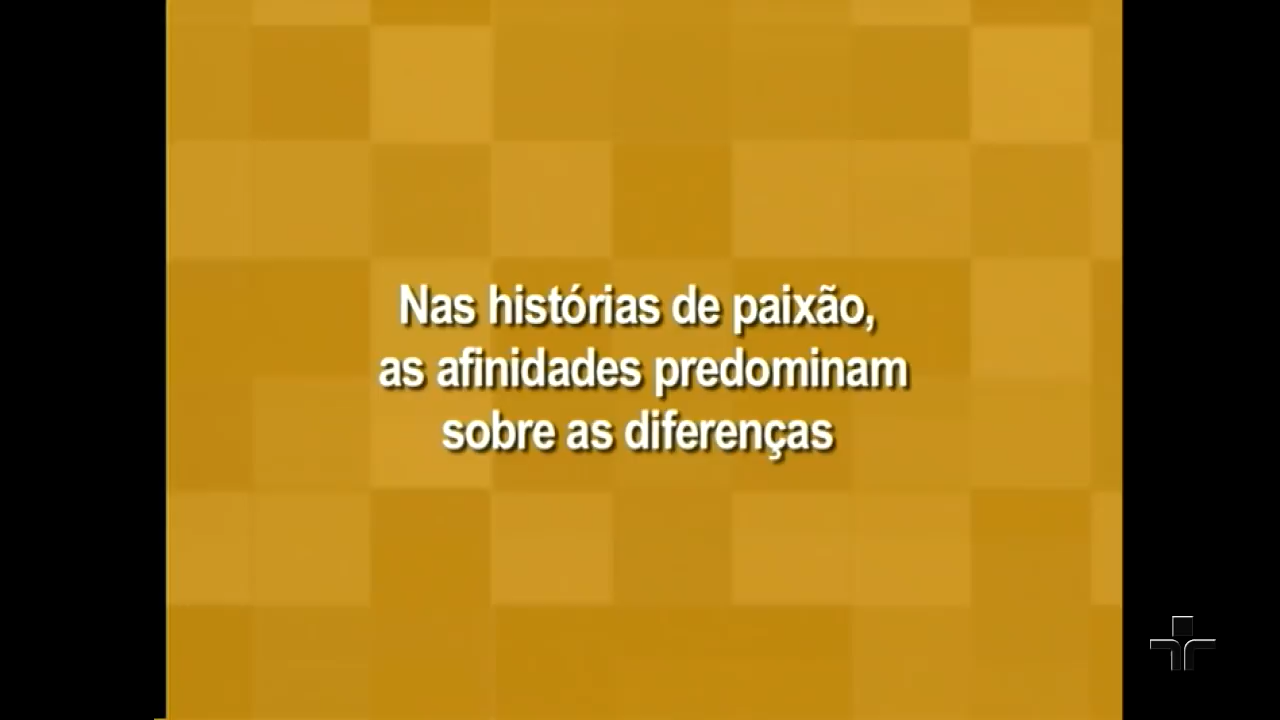 Nas histórias de paixão,
as afinidades predominam
sobre as diferenças